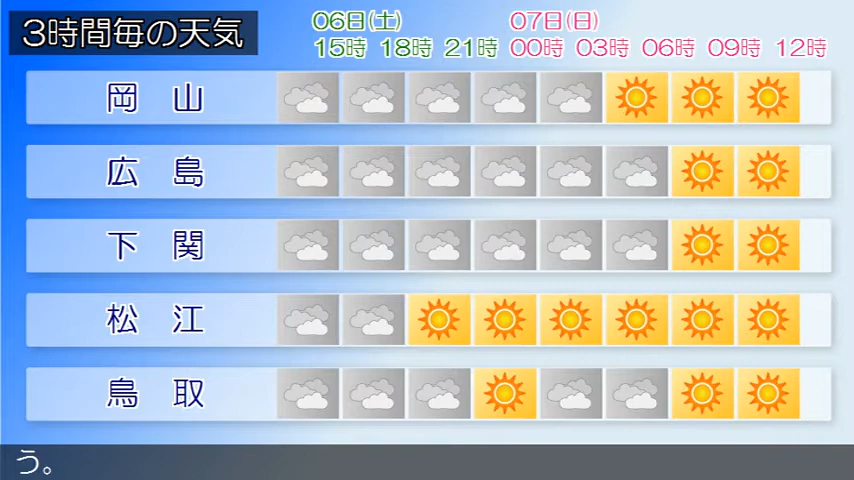 3時間毎の天気
06日(土) 07日(日)
15時 18時 21時 00時 03時 06時 09時 12時
岡山
広島
下関
松江
鳥取
う。